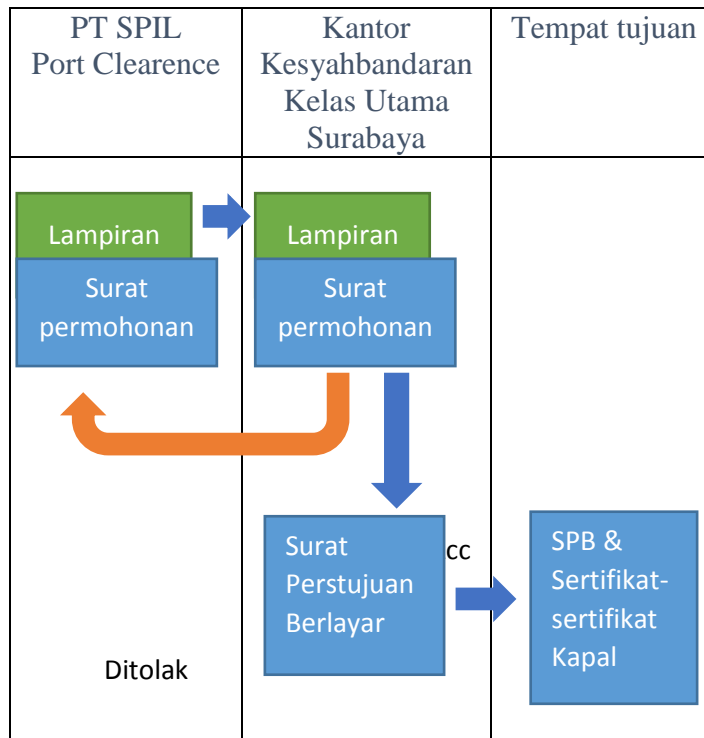 PT SPIL
Port Clearence
Kantor
Kesyahbandaran
Kelas Utama
Surabaya
Tempat tujuan
Lampiran
Surat
permohonan
Lampiran
Surat
permohonan
Surat
Perstujuan
Berlayar
cc
SPB &
Sertifikat-
sertifikat
Kapal
Ditolak